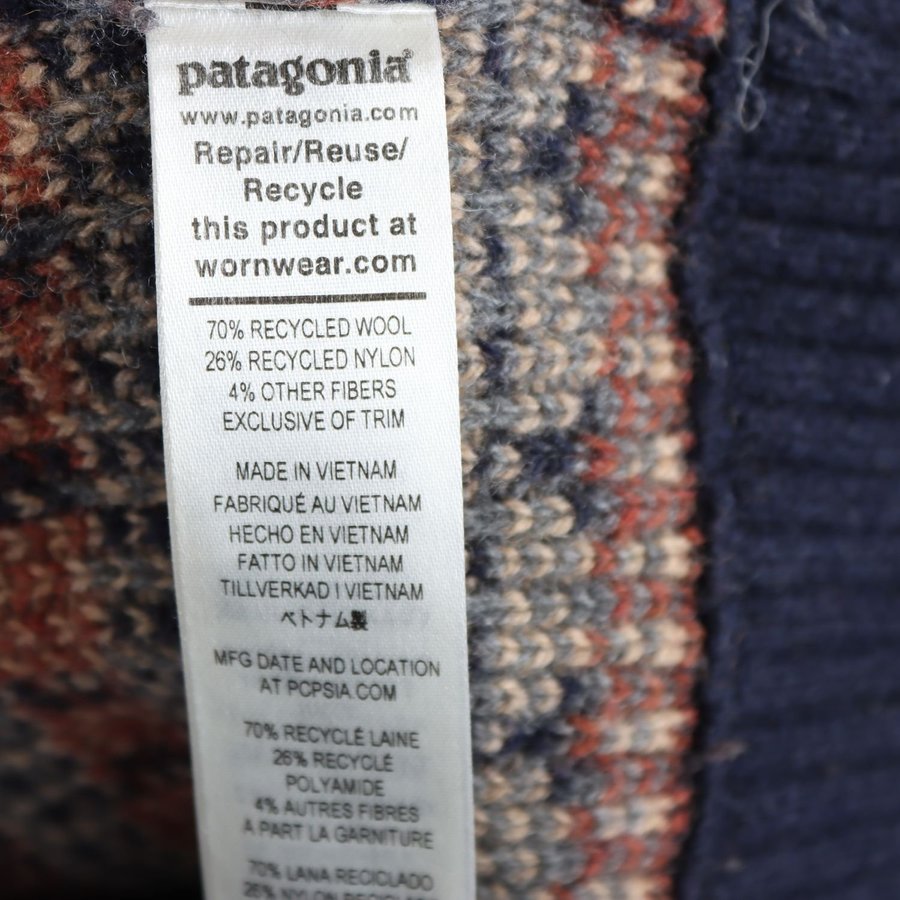 patagonia®
www.patagonia.com
Repair/Reuse/
Recycle
this product at
wornwear.com
70% RECYCLED WOOL
26% RECYCLED NYLON
4% OTHER FIBERS
EXCLUSIVE OF TRIM
MADE IN VIETNAM
FABRIQUÉ AU VIETNAM
HECHO EN VIETNAM
FATTO IN VIETNAM
TILLVERKAD I VIETNAM
ベトナム製
MFG DATE AND LOCATION
AT PCPSIA.COM
70% RECYCLÉ LAINE
26% RECYCLÉ
POLYAMIDE
4% AUTRES FIBRES
A PART LA GARNITURE
70% LANA RECICLADO
26% NYLON RECICLADO